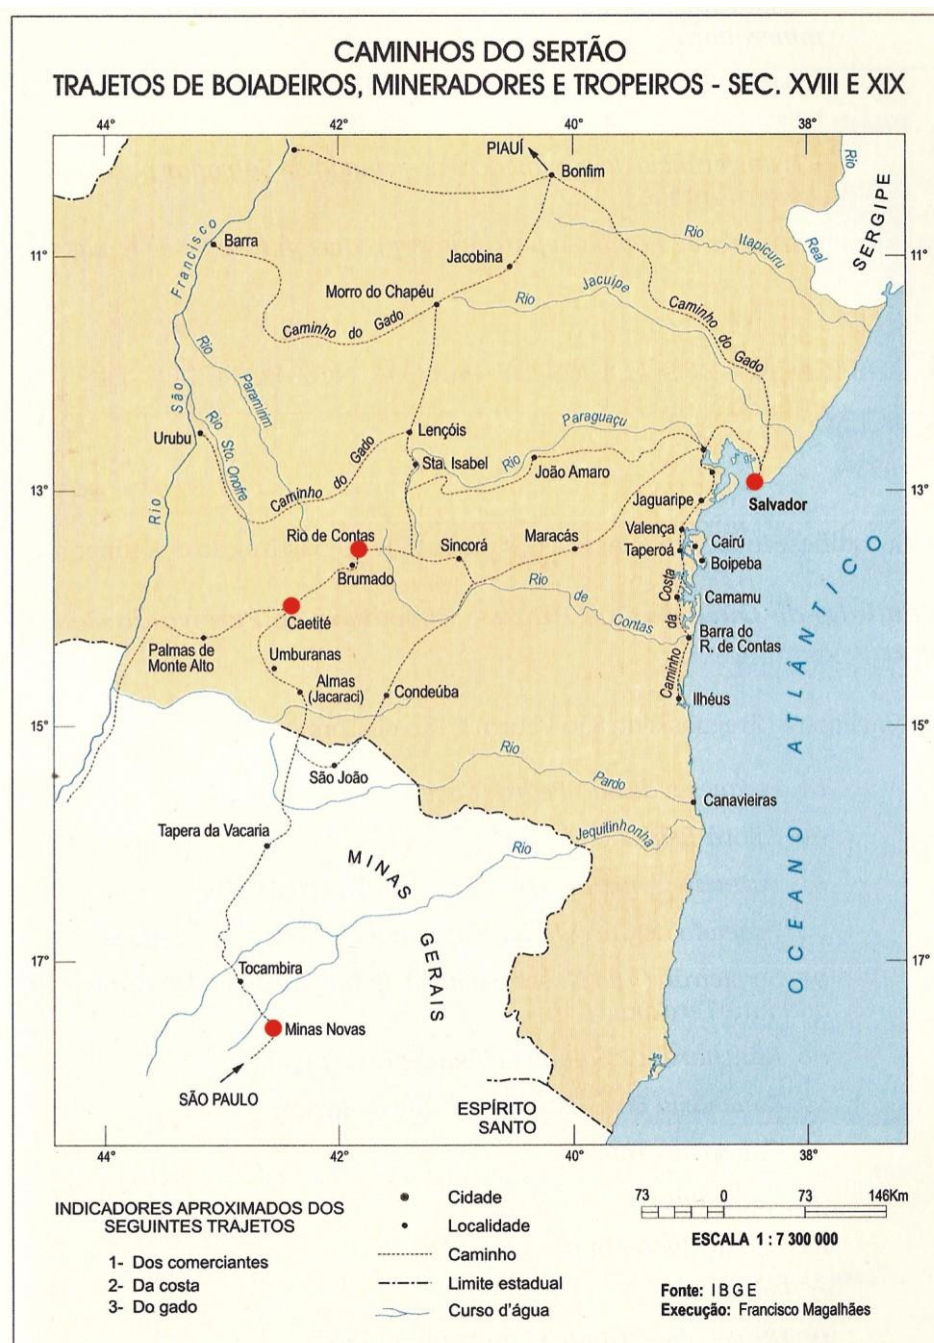 CAMINHOS DO SERTÃO
TRAJETOS DE BOIADEIROS, MINERADORES E TROPEIROS - SEC. XVIII E XIX
44°
42°
40°
38°
PIAUÍ
Bonfim
Rio
Real
SERGIPE
Rio
Itapicuru
Barra
Francisco
São
Rio
11°
11°
Jacobina
Morro do Chapéu
Rio
Jacuípe
Caminho do Gado
Caminho do Gado
Rio
Paramirim
Urubu
Rio
Sto. Onofre
Lençóis
Sta. Isabel
Caminho do Gado
Rio
Paraguaçu
João Amaro
13°
13°
Jaguaripe
Salvador
Rio de Contas
Brumado
Sincorá
Maracás
Valença
Taperoá
Cairú
Boipeba
Caetité
Rio
de
Contas
Caminho da Costa
Camamu
Barra do
R. de Contas
Palmas de
Monte Alto
Umburanas
Almas
(Jacaraci)
Condeúba
Ilhéus
15°
15°
São João
Rio
Pardo
Canavieiras
Tapera da Vacaria
MINAS
GERAIS
Rio
Jequilinhonha
OCEANO ATLÂNTICO
17°
17°
Tocambira
Minas Novas
SÃO PAULO
ESPÍRITO
SANTO
44°
42°
40°
38°
INDICADORES APROXIMADOS DOS
SEGUINTES TRAJETOS
1- Dos comerciantes
2- Da costa
3- Do gado
Cidade
Localidade
Caminho
Limite estadual
Curso d'água
73 0 73 146Km
ESCALA 1 : 7 300 000
Fonte: I B G E
Execução: Francisco Magalhães